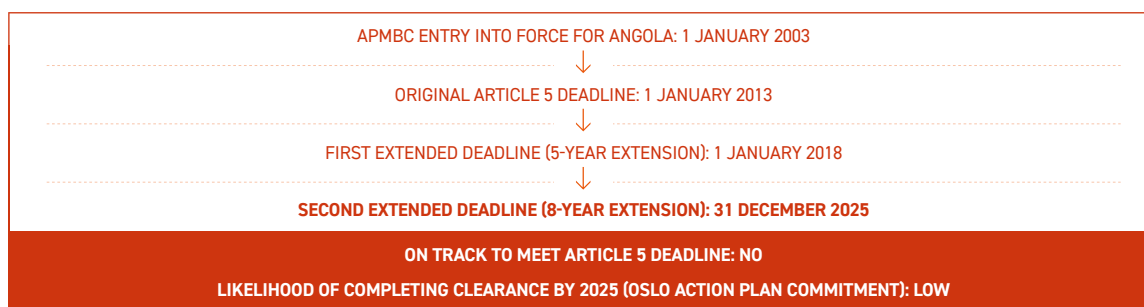 APMBC ENTRY INTO FORCE FOR ANGOLA: 1 JANUARY 2003
ORIGINAL ARTICLE 5 DEADLINE: 1 JANUARY 2013
FIRST EXTENDED DEADLINE (5-YEAR EXTENSION): 1 JANUARY 2018
SECOND EXTENDED DEADLINE (8-YEAR EXTENSION): 31 DECEMBER 2025
ON TRACK TO MEET ARTICLE 5 DEADLINE: NO
LIKELIHOOD OF COMPLETING CLEARANCE BY 2025 (OSLO ACTION PLAN COMMITMENT): LOW